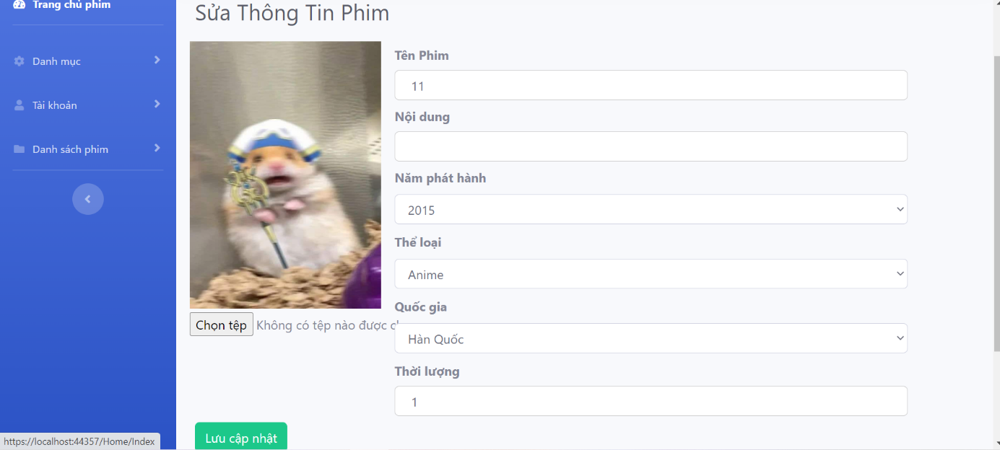 Trang chủ phim
Danh mục
Tài khoản
Danh sách phim
Sửa Thông Tin Phim
Chọn tệp Không có tệp nào được
Tên Phim
11
Nội dung
Năm phát hành
2015
Thể loại
Anime
Quốc gia
Hàn Quốc
Thời lượng
1
Lưu cập nhật
https://localhost:44357/Home/Index